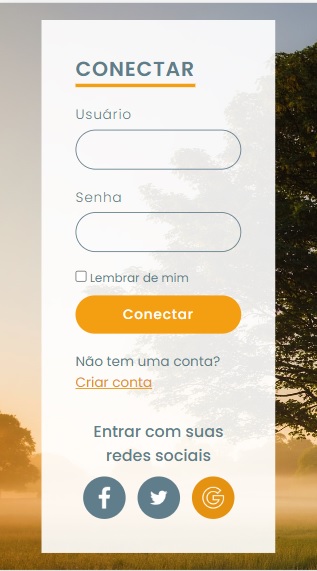 CONECTAR
Usuário
Senha
Lembrar de mim
Conectar
Não tem uma conta?
Criar conta
Entrar com suas
redes sociais